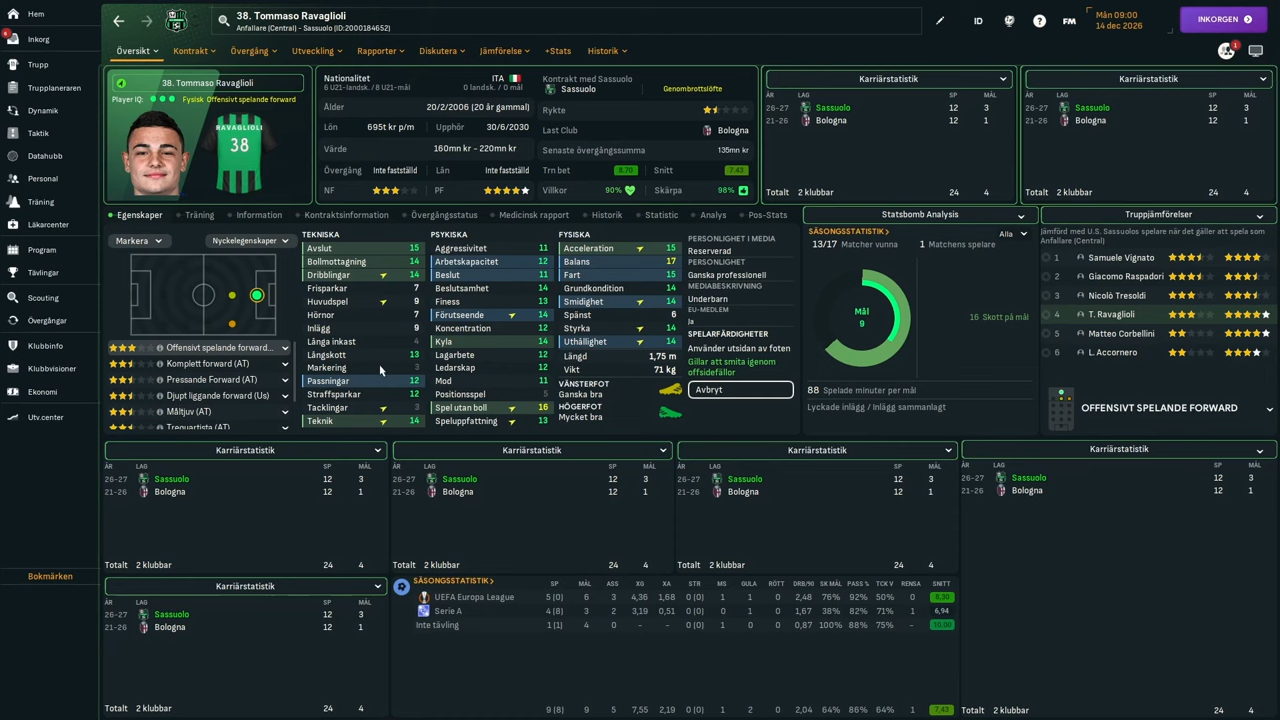 Hem
38. Tommaso Ravaglioli
Anfallare (Central) - Sassuolo (ID:2000184652)
ID
FM
Mån 09:00
14 dec 2026
INKORGEN
6
Inkorg
Översikt
Kontrakt
Övergång
Utveckling
Rapporter
Diskutera
Jämförelse
+Stats
Historik
1
Trupp
Trupplaneraren
Dynamik
Taktik
Datahubb
Personal
Träning
Läkarcenter
Program
Tävlingar
Scouting
Övergångar
Klubbinfo
Klubbvisioner
Ekonomi
Utv.center
Bokmärken
38. Tommaso Ravaglioli
Player IQ:
Fysisk Offensivt spelande forward
RAVAGLIOLI
38
Nationalitet
ITA
6 U21-landsk. / 8 U21-mål
0 landsk. / 0 mål
Ålder
20/2/2006 (20 år gammal)
Lön
695t kr p/m
Upphör
30/6/2030
Värde
160mn kr - 220mn kr
Övergång
Inte fastställd
Lån
Inte fastställt
NF
PF
Kontrakt med Sassuolo
Sassuolo
Genombrottslöfte
Rykte
Last Club
Bologna
Senaste övergångssumma
135mn kr
Trn bet
8.70
Snitt
7.43
Villkor
90%
Skärpa
98%
Karriärstatistik
ÅR LAG SP MÅL
26-27 Sassuolo 12 3
21-26 Bologna 12 1
Totalt 2 klubbar 24 4
Karriärstatistik
ÅR LAG SP MÅL
26-27 Sassuolo 12 3
21-26 Bologna 12 1
Totalt 2 klubbar 24 4
Egenskaper
Träning
Information
Kontraktsinformation
Övergångsstatus
Medicinsk rapport
Historik
Statistic
Analys
Pos-Stats
Markera
Nyckelegenskaper
Offensivt spelande forward...
Komplett forward (AT)
Pressande Forward (AT)
Djupt liggande forward (Us)
Måltjuv (AT)
Trequartista (AT)
TEKNISKA
Avslut 15
Bollmottagning 14
Dribblingar 14
Frisparkar 7
Huvudspel 9
Hörnor 7
Inlägg 9
Långa inkast 4
Långskott 13
Markering 3
Passningar 12
Straffsparkar 12
Tacklingar 3
Teknik 14
PSYKISKA
Aggressivitet 11
Arbetskapacitet 12
Beslut 11
Beslutsamhet 14
Finess 13
Förutseende 14
Koncentration 12
Kyla 14
Lagarbete 12
Ledarskap 12
Mod 11
Positionsspel 5
Spel utan boll 16
Speluppfattning 13
FYSISKA
Acceleration 15
Balans 17
Fart 15
Grundkondition 14
Smidighet 14
Spänst 6
Styrka 14
Uthållighet 14
Längd 1,75 m
Vikt 71 kg
VÄNSTERFOT
Ganska bra
HÖGERFOT
Mycket bra
PERSONLIGHET I MEDIA
Reserverad
PERSONLIGHET
Ganska professionell
MEDIABESKRIVNING
Underbarn
EU-MEDLEM
Ja
SPELARFÄRDIGHETER
Använder utsidan av foten
Gillar att smita igenom
offsidefällor
Avbryt
Statsbomb Analysis
SÄSONGSSTATISTIK
Alla
13/17 Matcher vunna
1 Matchens spelare
Mål
9
16 Skott på mål
88 Spelade minuter per mål
Lyckade inlägg / Inlägg sammanlagt
Truppjämförelser
Jämförd med U.S. Sassuolos spelare när det gäller att spela som
Anfallare (Central)
1 Samuele Vignato
2 Giacomo Raspadori
3 Nicolò Tresoldi
4 T. Ravaglioli
5 Matteo Corbellini
6 L. Accornero
OFFENSIVT SPELANDE FORWARD
Karriärstatistik
ÅR LAG SP MÅL
26-27 Sassuolo 12 3
21-26 Bologna 12 1
Totalt 2 klubbar 24 4
Karriärstatistik
ÅR LAG SP MÅL
26-27 Sassuolo 12 3
21-26 Bologna 12 1
Totalt 2 klubbar 24 4
Karriärstatistik
ÅR LAG SP MÅL
26-27 Sassuolo 12 3
21-26 Bologna 12 1
Totalt 2 klubbar 24 4
Karriärstatistik
ÅR LAG SP MÅL
26-27 Sassuolo 12 3
21-26 Bologna 12 1
Totalt 2 klubbar 24 4
Karriärstatistik
ÅR LAG SP MÅL
26-27 Sassuolo 12 3
21-26 Bologna 12 1
Totalt 2 klubbar 24 4
SÄSONGSSTATISTIK SP MÅL ASS XG XA STR MS GULA RÖTT DRB/90 SK MÅL PASS % TCK V RENSA SNITT
UEFA Europa League 5 (0) 6 3 4,36 1,68 0 (0) 1 1 0 2,48 76% 92% 50% 0 8,30
Serie A 4 (8) 3 2 3,19 0,51 0 (0) 0 1 0 1,67 38% 82% 71% 1 6,94
Inte tävling 1 (1) 4 0 - - 0 (0) 1 0 0 0,87 100% 88% 75% - 10.00
9 (8) 9 5 7,55 2,19 0 (0) 1 2 0 2,04 64% 86% 64% 1 7,43